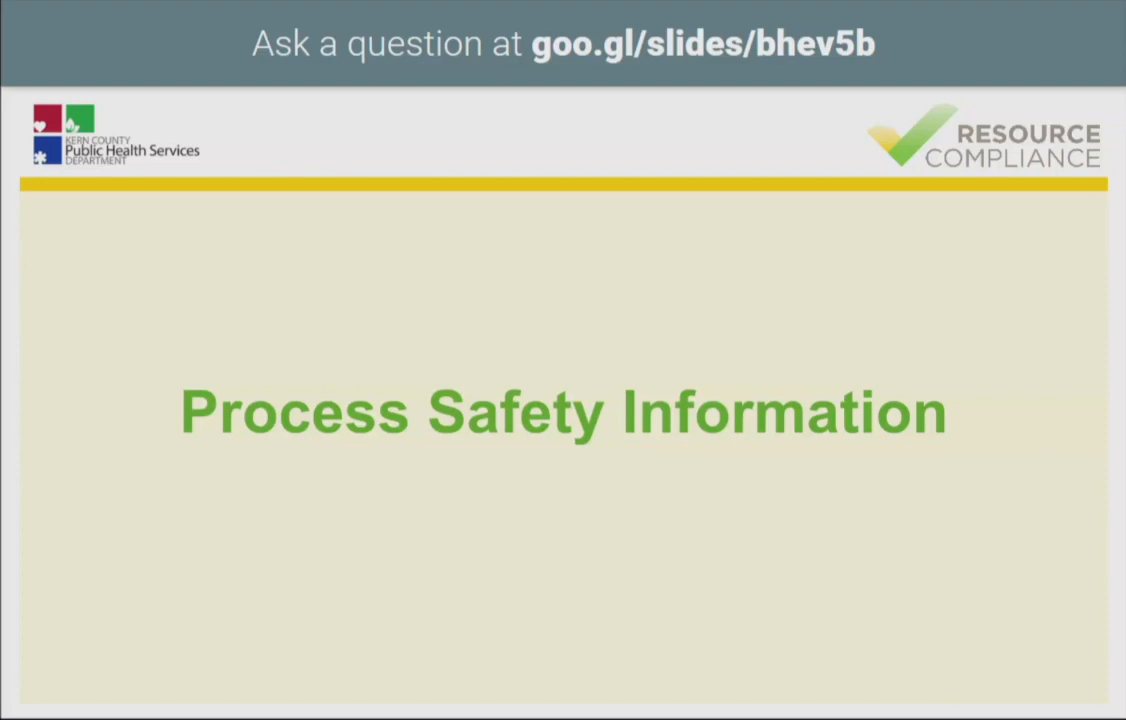 Ask a question at goo.gl/slides/bhev5b
KERN COUNTY
Public Health Services
DEPARTMENT
RESOURCE
COMPLIANCE
Process Safety Information